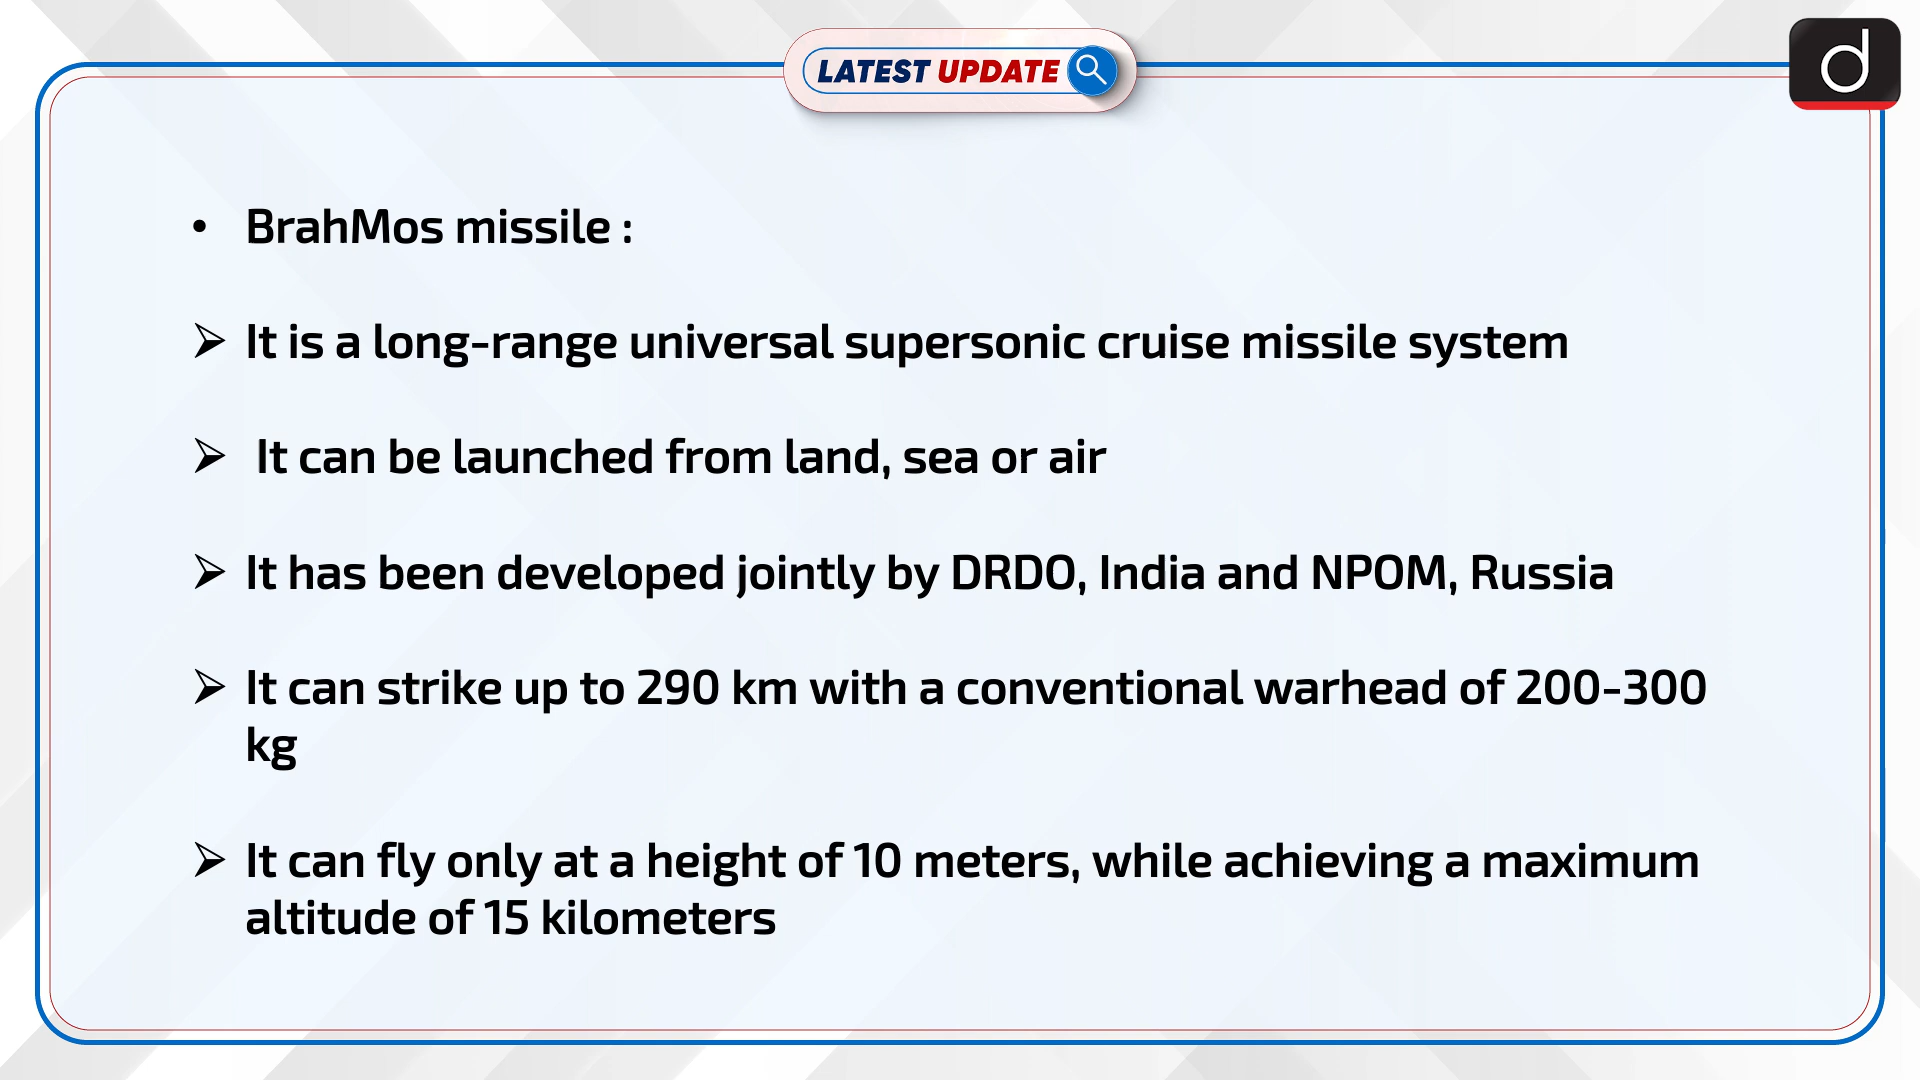 LATEST UPDATE
d
• BrahMos missile :
➢ It is a long-range universal supersonic cruise missile system
➢ It can be launched from land, sea or air
➢ It has been developed jointly by DRDO, India and NPOM, Russia
➢ It can strike up to 290 km with a conventional warhead of 200-300
kg
➢ It can fly only at a height of 10 meters, while achieving a maximum
altitude of 15 kilometers